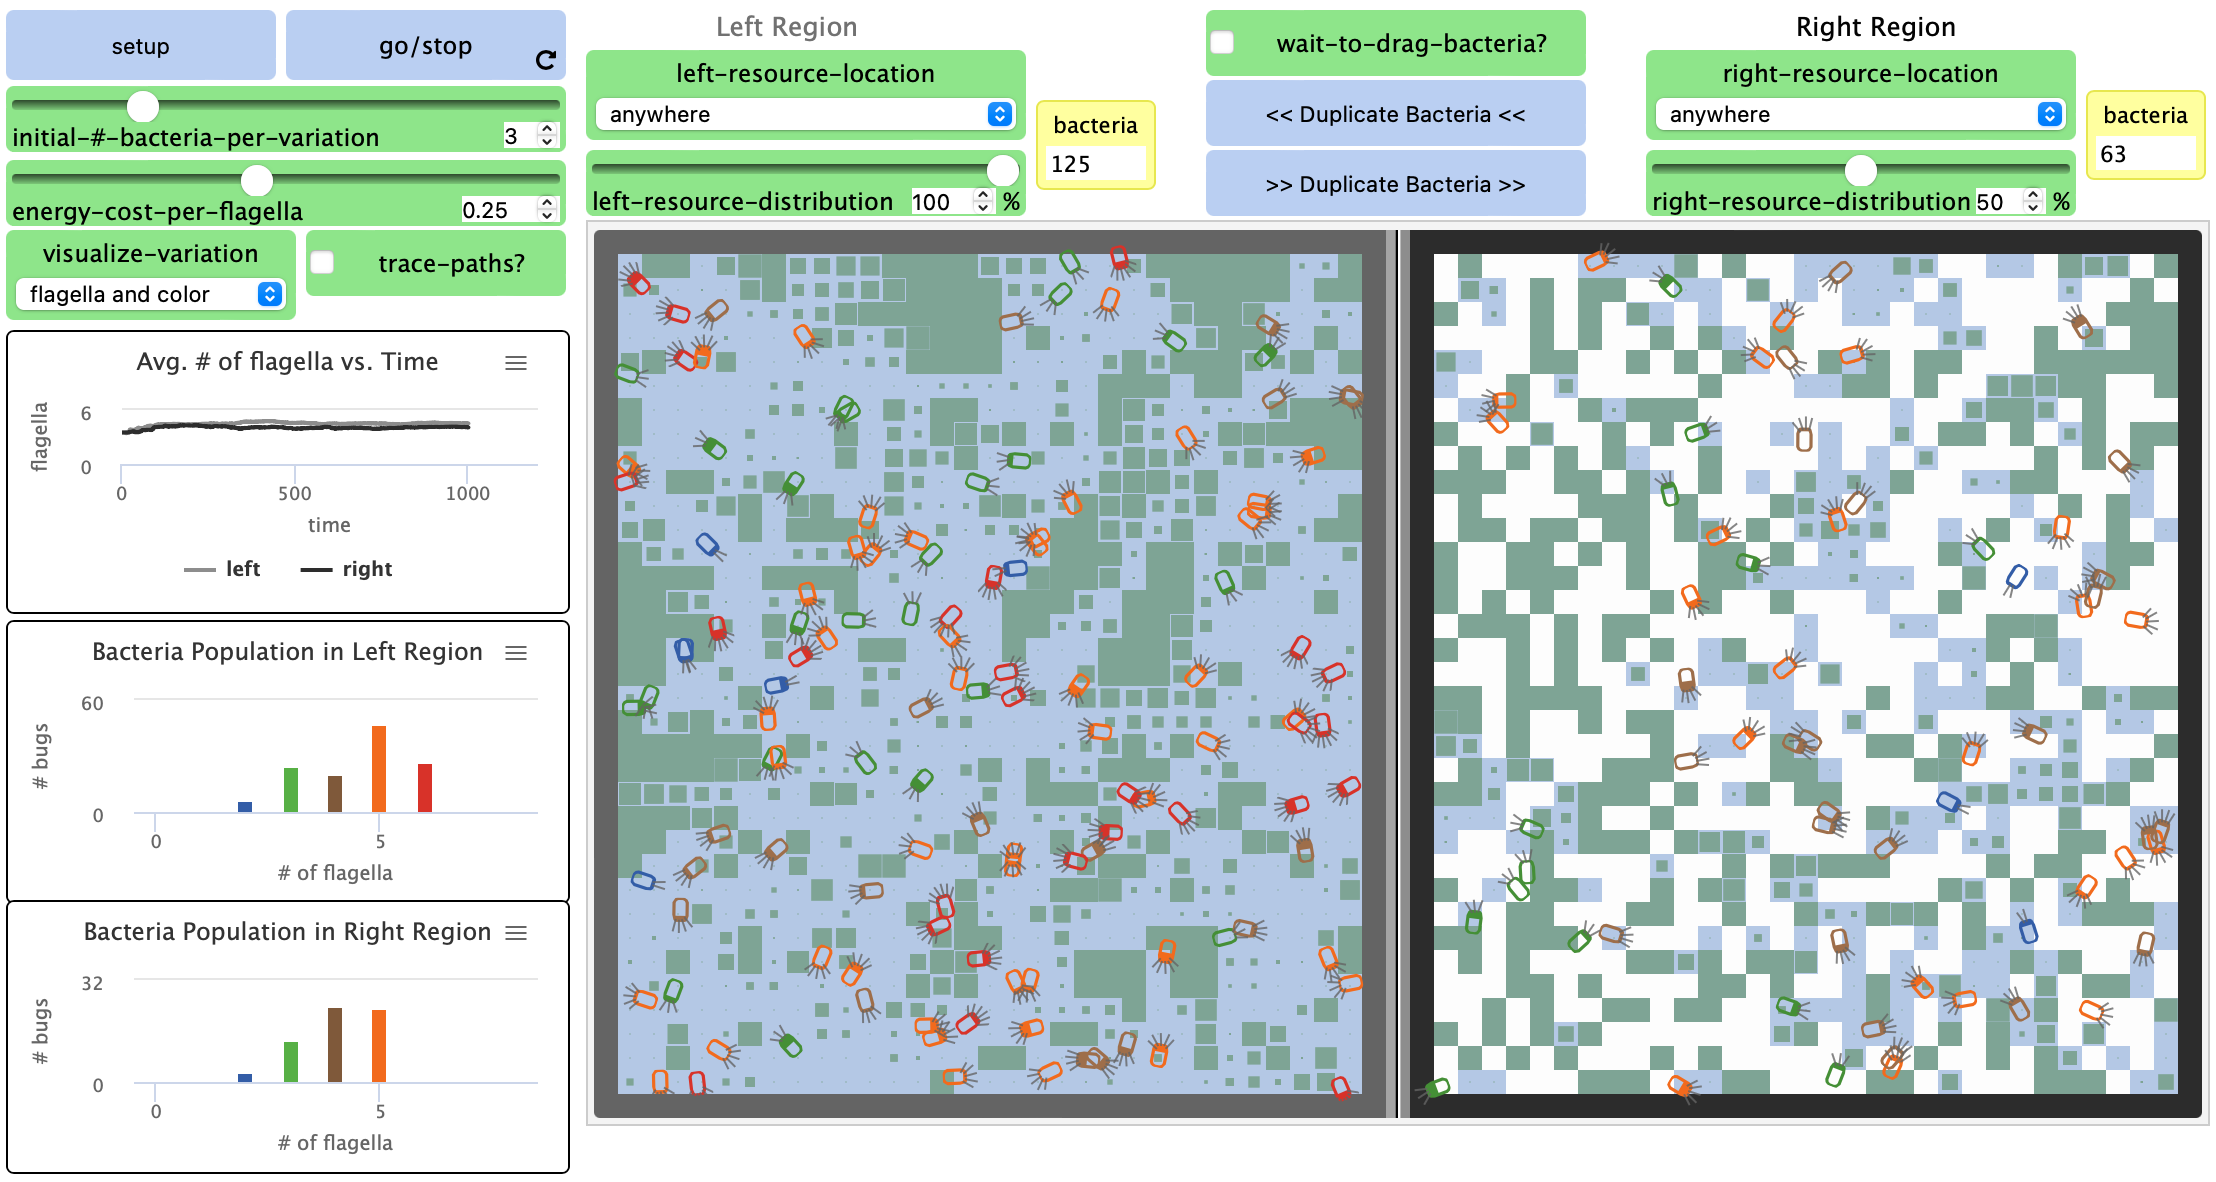 setup
go/stop
initial-#-bacteria-per-variation 3
energy-cost-per-flagella 0.25
visualize-variation
flagella and color
trace-paths?
Avg. # of flagella vs. Time
flagella
6
0
0 500 1000
time
left right
Bacteria Population in Left Region
# bugs
60
0
0 5
# of flagella
Bacteria Population in Right Region
# bugs
32
0
0 5
# of flagella
Left Region
left-resource-location
anywhere
left-resource-distribution 100 %
bacteria
125
wait-to-drag-bacteria?
<< Duplicate Bacteria <<
>> Duplicate Bacteria >>
Right Region
right-resource-location
anywhere
right-resource-distribution 50 %
bacteria
63